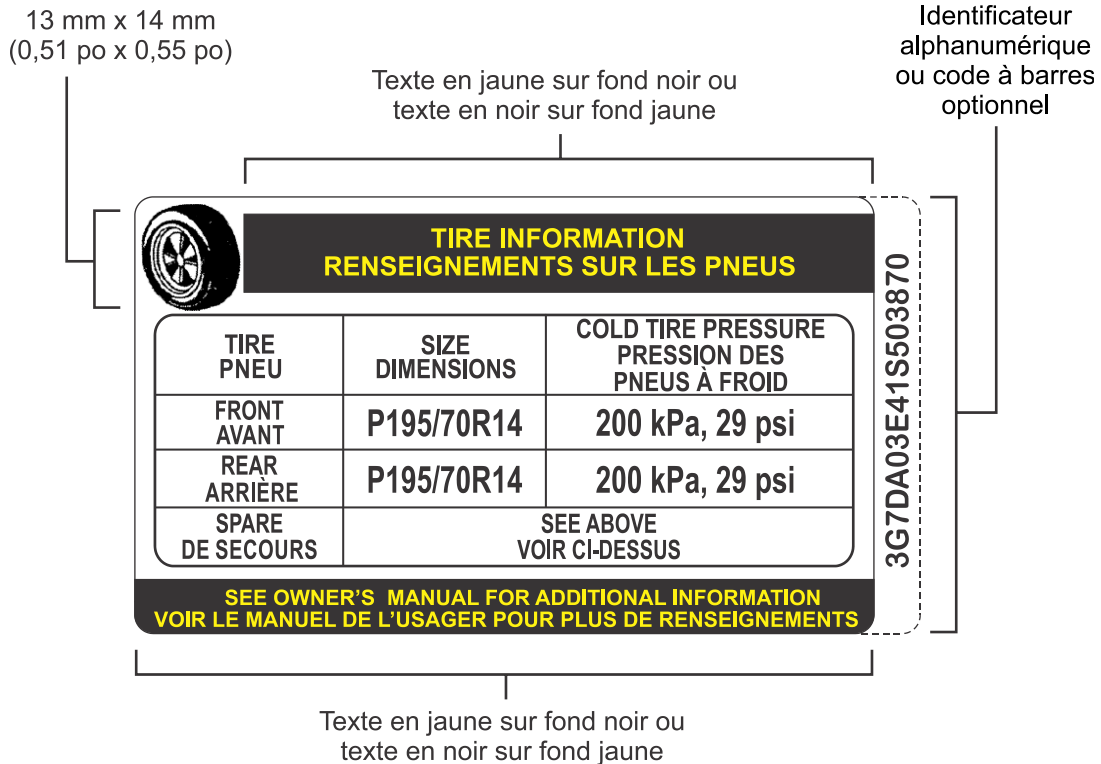 13 mm x 14 mm
(0,51 po x 0,55 po)
Texte en jaune sur fond noir ou
texte en noir sur fond jaune
Identificateur
alphanumérique
ou code à barres
optionnel
TIRE INFORMATION
RENSEIGNEMENTS SUR LES PNEUS
TIRE
PNEU
SIZE
DIMENSIONS
COLD TIRE PRESSURE
PRESSION DES
PNEUS À FROID
FRONT
AVANT
P195/70R14
200 kPa, 29 psi
REAR
ARRIÈRE
P195/70R14
200 kPa, 29 psi
SPARE
DE SECOURS
SEE ABOVE
VOIR CI-DESSUS
SEE OWNER'S MANUAL FOR ADDITIONAL INFORMATION
VOIR LE MANUEL DE L'USAGER POUR PLUS DE RENSEIGNEMENTS
3G7DA03E41S503870
Texte en jaune sur fond noir ou
texte en noir sur fond jaune